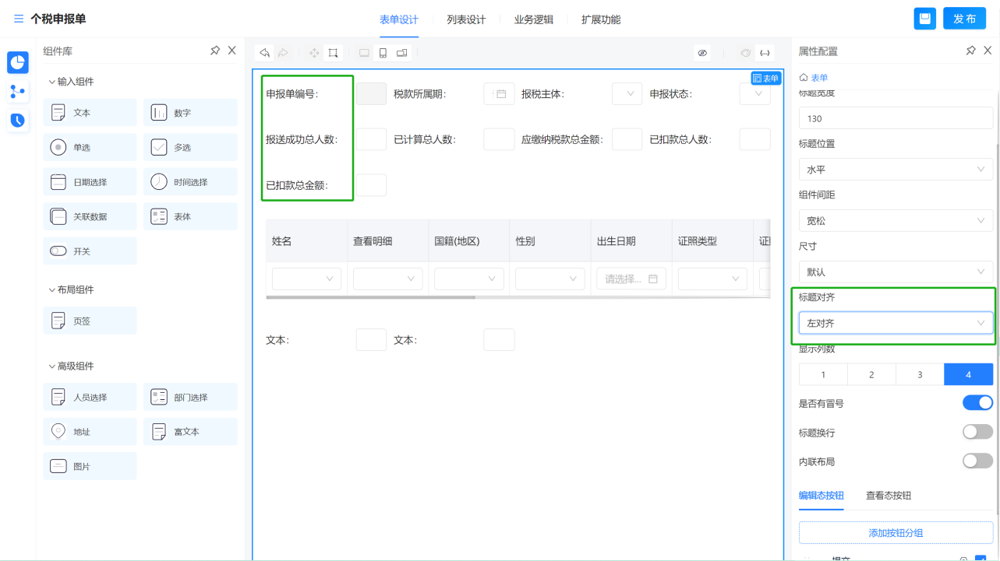 个税申报单
表单设计
列表设计
业务逻辑
扩展功能
发布
组件库
输入组件
文本
数字
单选
多选
日期选择
时间选择
关联数据
表体
开关
布局组件
页签
高级组件
人员选择
部门选择
地址
富文本
图片
表单
申报单编号:
税款所属期:
报税主体:
申报状态:
报送成功总人数:
已计算总人数:
应缴纳税款总金额:
已扣款总人数:
已扣款总金额:
姓名
查看明细
国籍(地区)
性别
出生日期
证照类型
请选择...
文本:
文本:
属性配置
表单
标题宽度
130
标题位置
水平
组件间距
宽松
尺寸
默认
标题对齐
左对齐
显示列数
1 2 3 4
是否有冒号
标题换行
内联布局
编辑态按钮
查看态按钮
添加按钮分组
提交